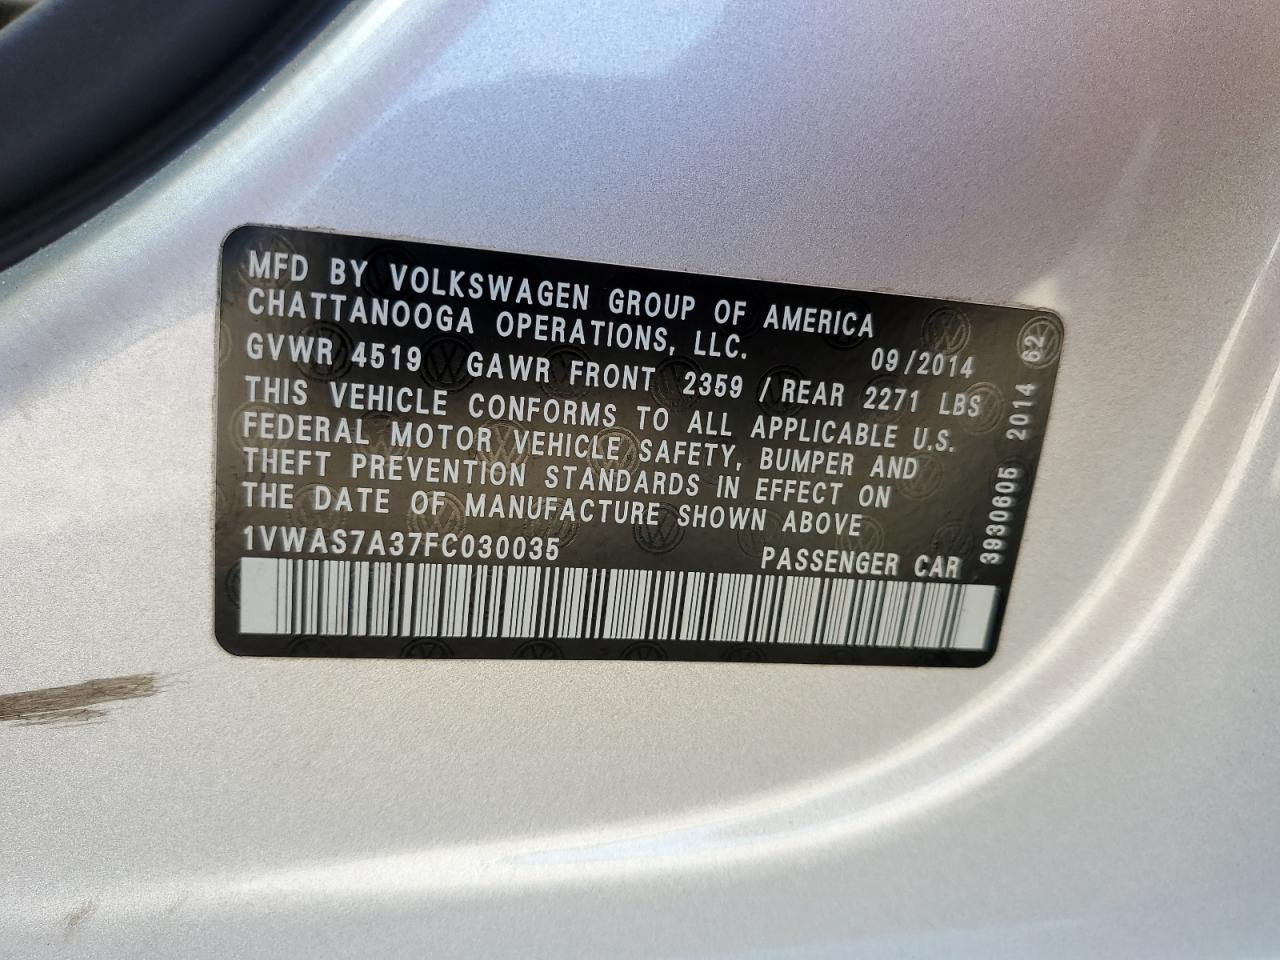 MFD BY VOLKSWAGEN GROUP OF AMERICA
CHATTANOOGA OPERATIONS, LLC. 09/2014
GVWR 4519 GAWR FRONT 2359 / REAR 2271 LBS
THIS VEHICLE CONFORMS TO ALL APPLICABLE U.S.
FEDERAL MOTOR VEHICLE SAFETY, BUMPER AND
THEFT PREVENTION STANDARDS IN EFFECT ON
THE DATE OF MANUFACTURE SHOWN ABOVE
1VWAS7A37FC030035 PASSENGER CAR
3930605 2014 62